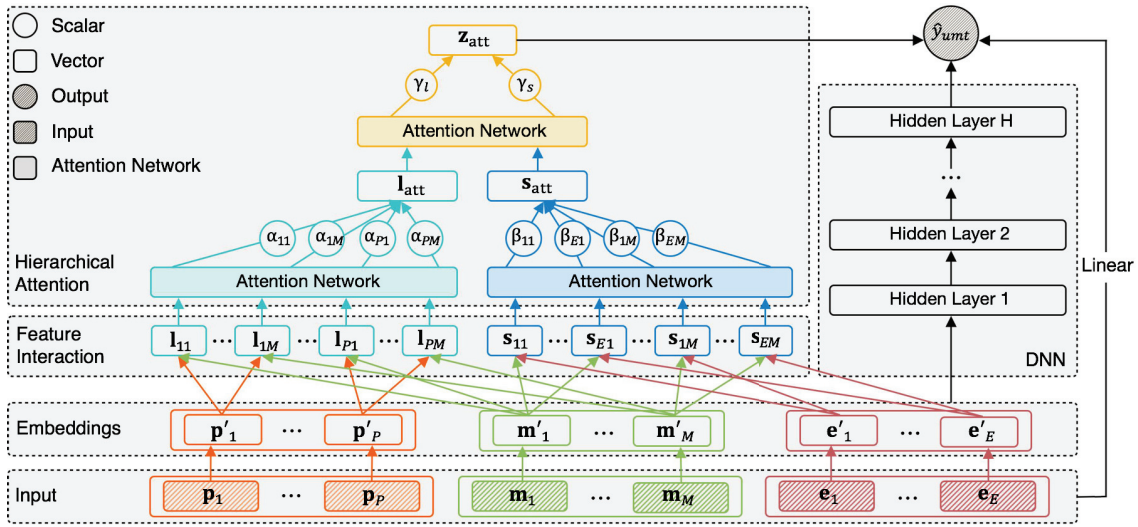 Scalar
Vector
Output
Input
Attention Network
z_att
ŷ_umt
γ_l
γ_s
Attention Network
l_att
s_att
α_11 α_1M α_P1 α_PM
β_11 β_E1 β_1M β_EM
Hierarchical
Attention
Attention Network
Attention Network
Hidden Layer H
...
Hidden Layer 2
Hidden Layer 1
DNN
Linear
Feature
Interaction
l_11 ... l_1M ... l_P1 ... l_PM
s_11 ... s_E1 ... s_1M ... s_EM
Embeddings
p'_1 ... p'_P
m'_1 ... m'_M
e'_1 ... e'_E
Input
p_1 ... p_P
m_1 ... m_M
e_1 ... e_E